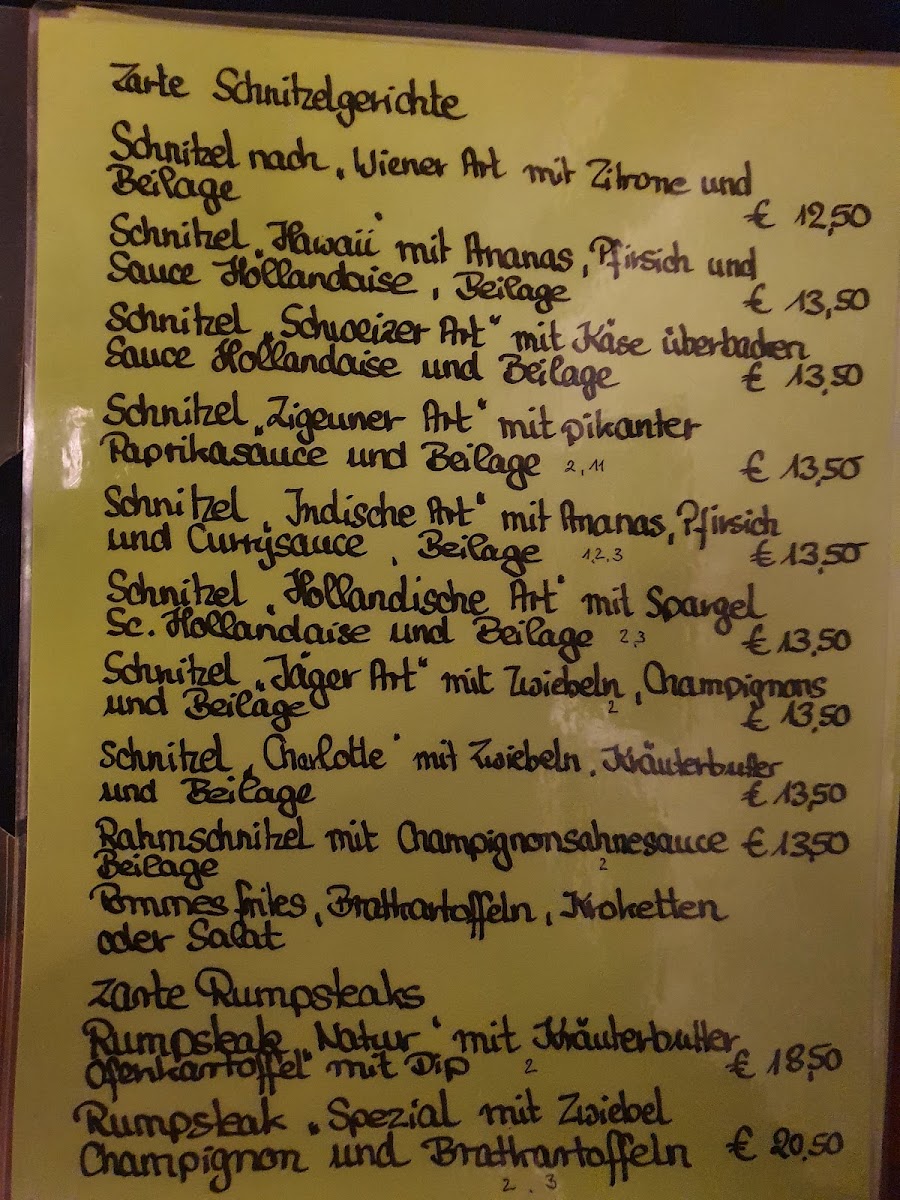 Zarte Schnitzelgerichte
Schnitzel nach „Wiener Art mit Zitrone und
Beilage
€ 12,50
Schnitzel „Hawaii" mit Ananas, Pfirsich und
Sauce Hollandaise, Beilage
€ 13,50
Schnitzel „Schweizer Art" mit Käse überbacken
Sauce Hollandaise und Beilage € 13,50
Schnitzel „Zigeuner Art" mit pikanter
Paprikasauce und Beilage 2,11 € 13,50
Schnitzel „Indische Art" mit Ananas, Pfirsich
und Currysauce, Beilage 1,2,3 € 13,50
Schnitzel „Holländische Art" mit Spargel
Sc. Hollandaise und Beilage 2,3 € 13,50
Schnitzel „Jäger Art" mit Zwiebeln, Champignons
und Beilage 2 € 13,50
Schnitzel „Charlotte" mit Zwiebeln, Kräuterbutter
und Beilage € 13,50
Rahmschnitzel mit Champignonsahnesauce € 13,50
Beilage 2
Pommes frites, Bratkartoffeln, Kroketten
oder Salat
Zarte Rumpsteaks
Rumpsteak „Natur" mit Kräuterbutter
Ofenkartoffel mit Dip 2 € 18,50
Rumpsteak „Spezial mit Zwiebel
Champignon und Bratkartoffeln € 20,50
2, 3